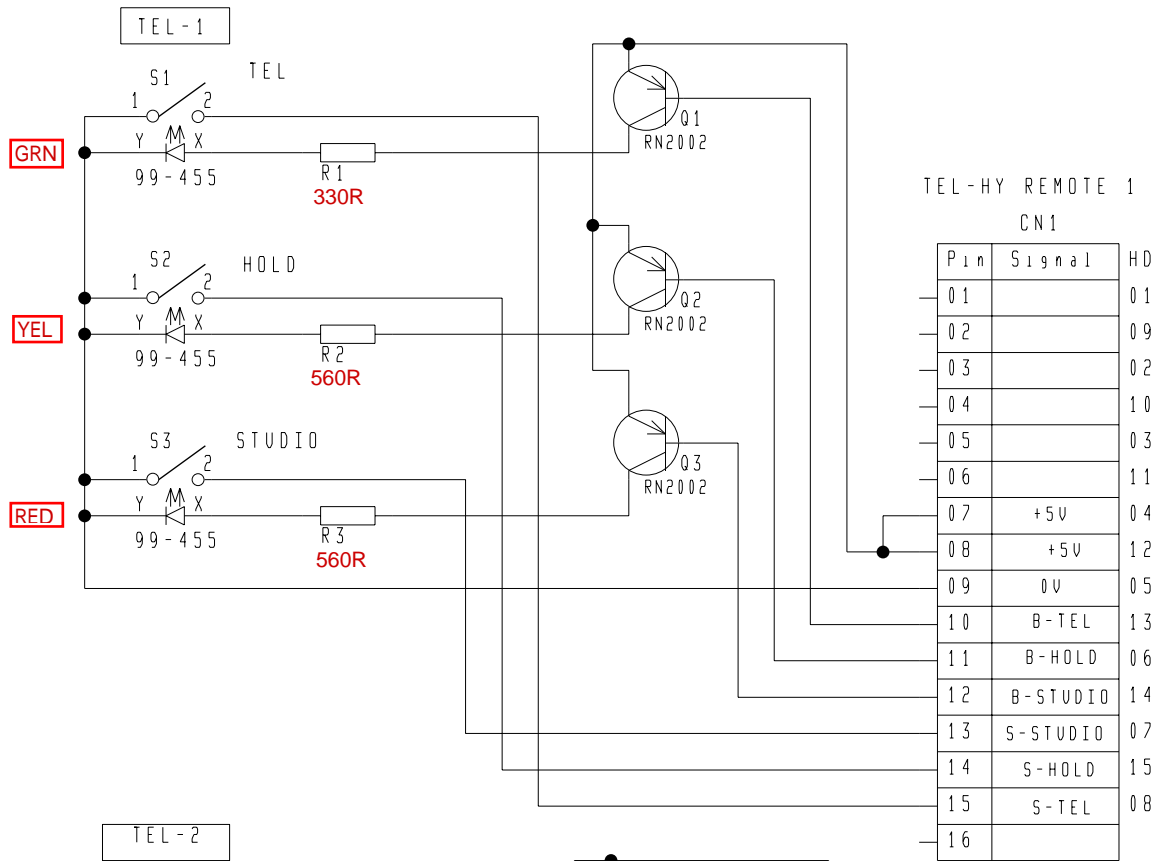 TEL-1
S1 TEL
1 2
Y X
GRN
99-455
R1
330R
Q1
RN2002
S2 HOLD
1 2
Y X
YEL
99-455
R2
560R
Q2
RN2002
S3 STUDIO
1 2
Y X
RED
99-455
R3
560R
Q3
RN2002
TEL-HY REMOTE 1
CN1
Pin Signal HD
01 01
02 09
03 02
04 10
05 03
06 11
07 +5V 04
08 +5V 12
09 0V 05
10 B-TEL 13
11 B-HOLD 06
12 B-STUDIO 14
13 S-STUDIO 07
14 S-HOLD 15
15 S-TEL 08
16
TEL-2